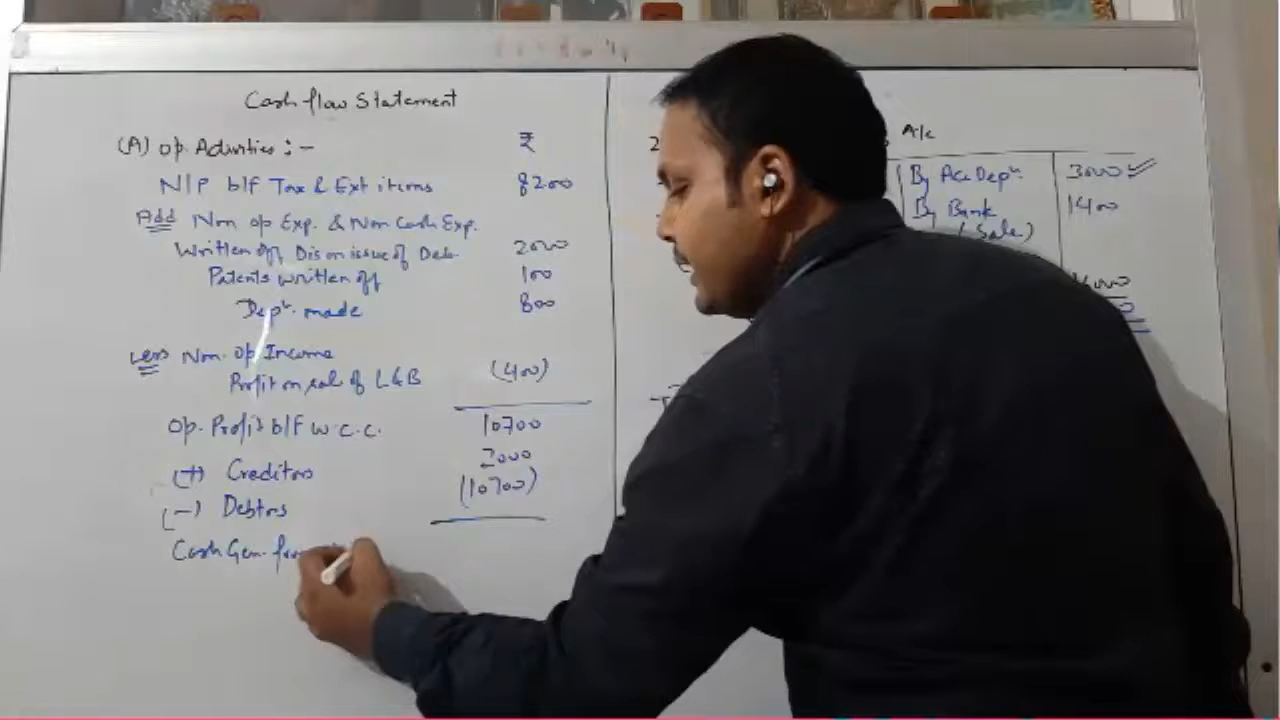 Cash flow Statement
(A) Op. Activities :-
₹
N/P b/f Tax & Ext items 8200
Add Non op Exp. & Non Cash Exp.
Written off Dis on issue of Deb. 2000
Patents written off 100
Depn. made 800
Less Non. Op Income
Profit on sal of L&B (400)
Op. Profit b/f W.C.C. 10700
(+) Creditors 2000
(-) Debtors (10700)
Cash Gen. from
2
A/c
By Acc Depn. 3000 ✓
By Bank 1400
(Sale)